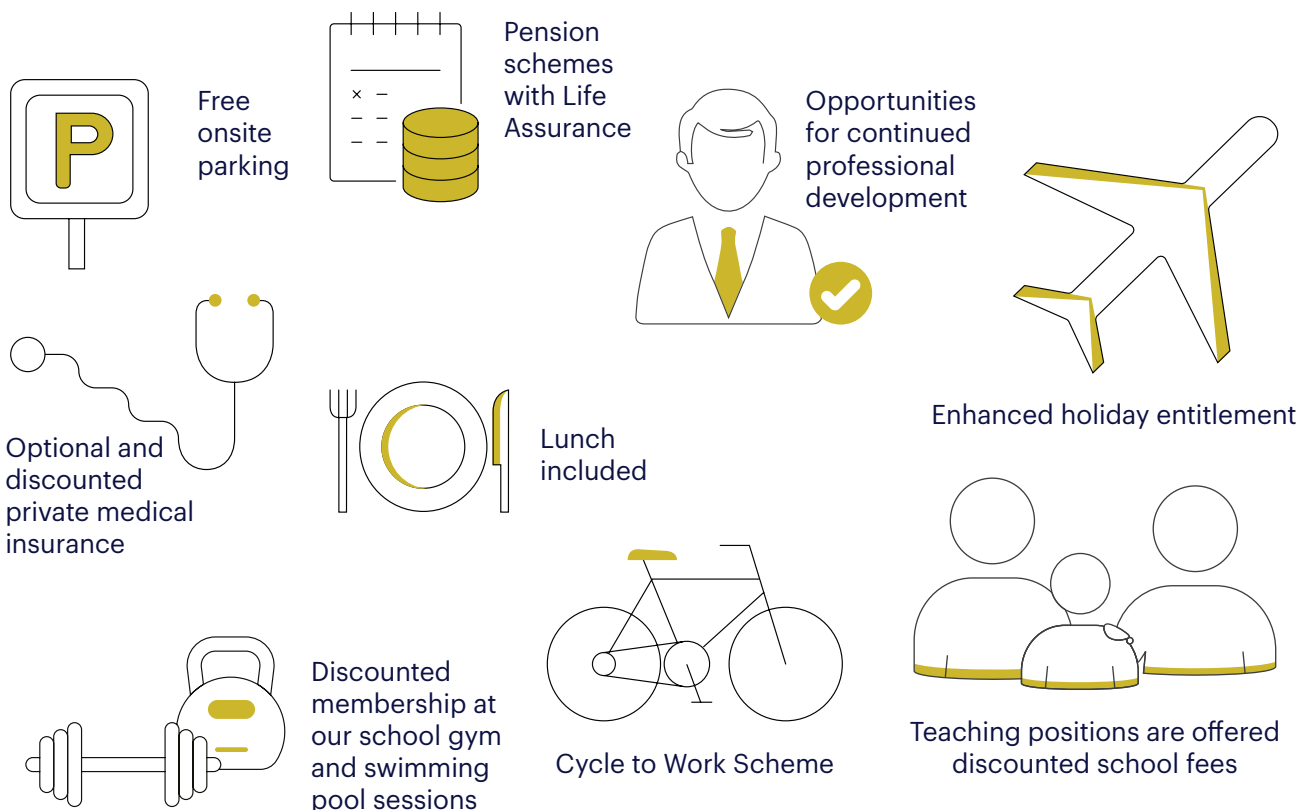 P
Free
onsite
parking
Pension
schemes
with Life
Assurance
Opportunities
for continued
professional
development
Enhanced holiday entitlement
Optional and
discounted
private medical
insurance
Lunch
included
Discounted
membership at
our school gym
and swimming
pool sessions
Cycle to Work Scheme
Teaching positions are offered
discounted school fees